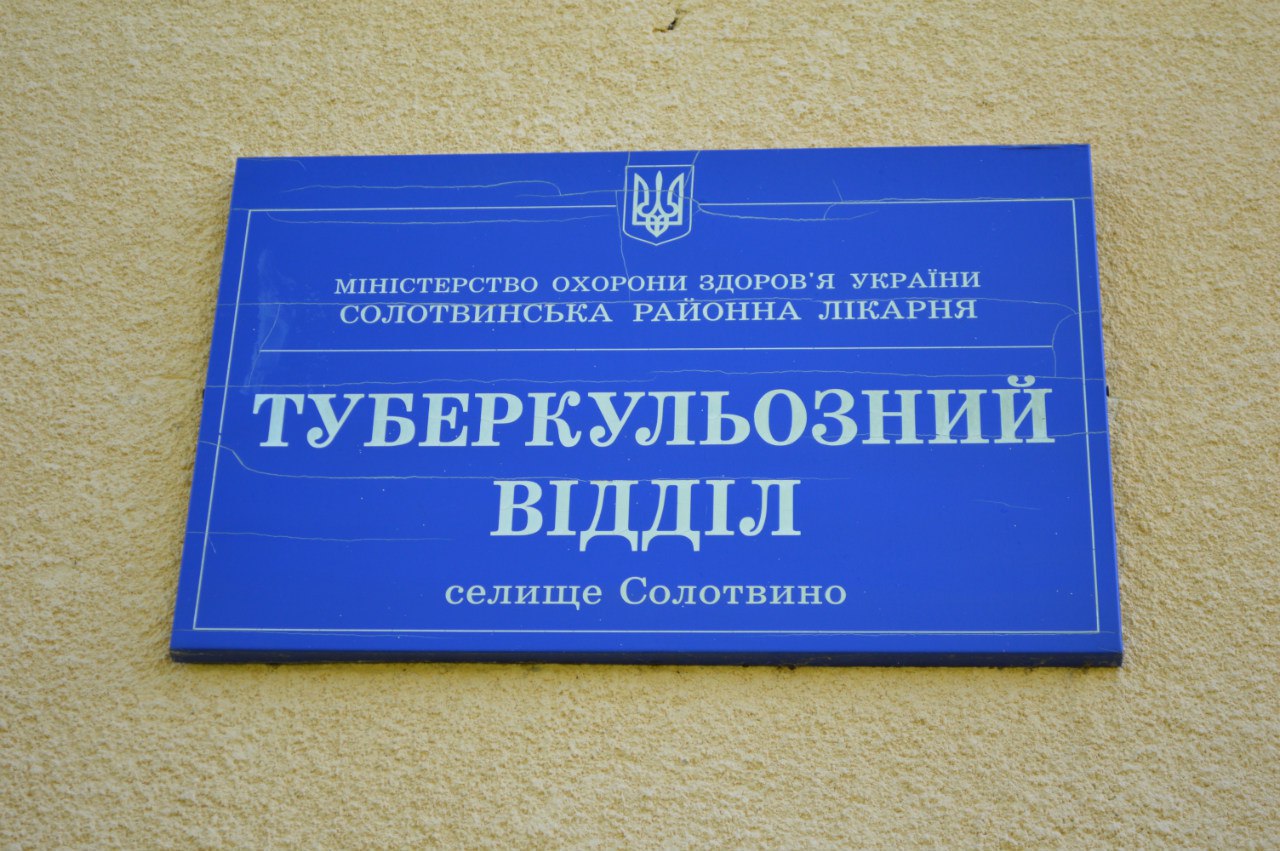 МІНІСТЕРСТВО ОХОРОНИ ЗДОРОВ'Я УКРАЇНИ
СОЛОТВИНСЬКА РАЙОННА ЛІКАРНЯ
ТУБЕРКУЛЬОЗНИЙ
ВІДДІЛ
селище Солотвино